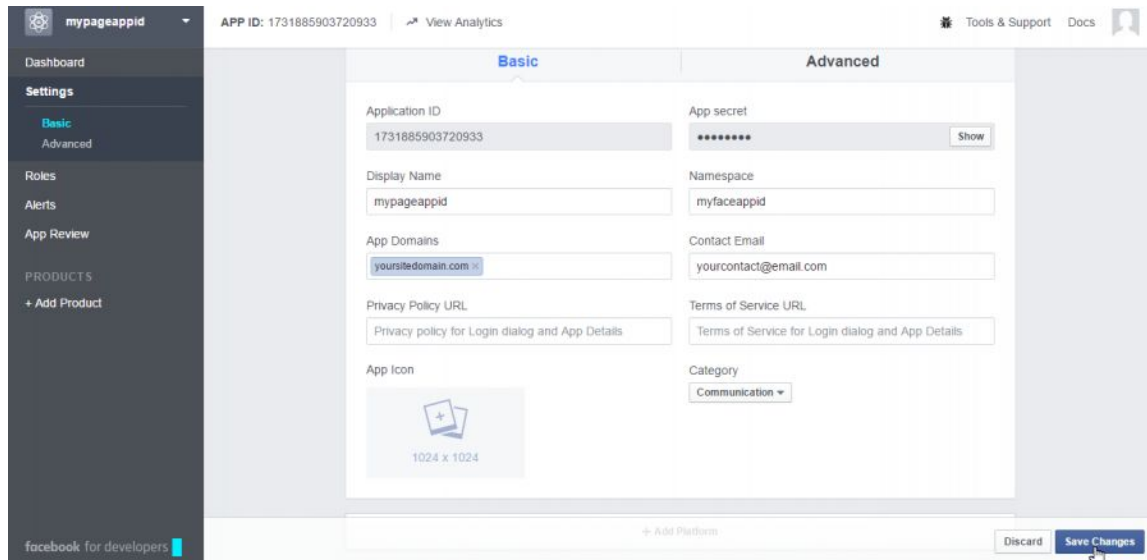 mypageappid
APP ID: 1731885903720933
View Analytics
Tools & Support
Docs
Dashboard
Settings
Basic
Advanced
Roles
Alerts
App Review
PRODUCTS
+ Add Product
facebook for developers
Basic
Advanced
Application ID
1731885903720933
App secret
••••••••
Show
Display Name
mypageappid
Namespace
myfaceappid
App Domains
yoursitedomain.com ×
Contact Email
yourcontact@email.com
Privacy Policy URL
Privacy policy for Login dialog and App Details
Terms of Service URL
Terms of Service for Login dialog and App Details
App Icon
1024 x 1024
Category
Communication
+ Add Platform
Discard
Save Changes